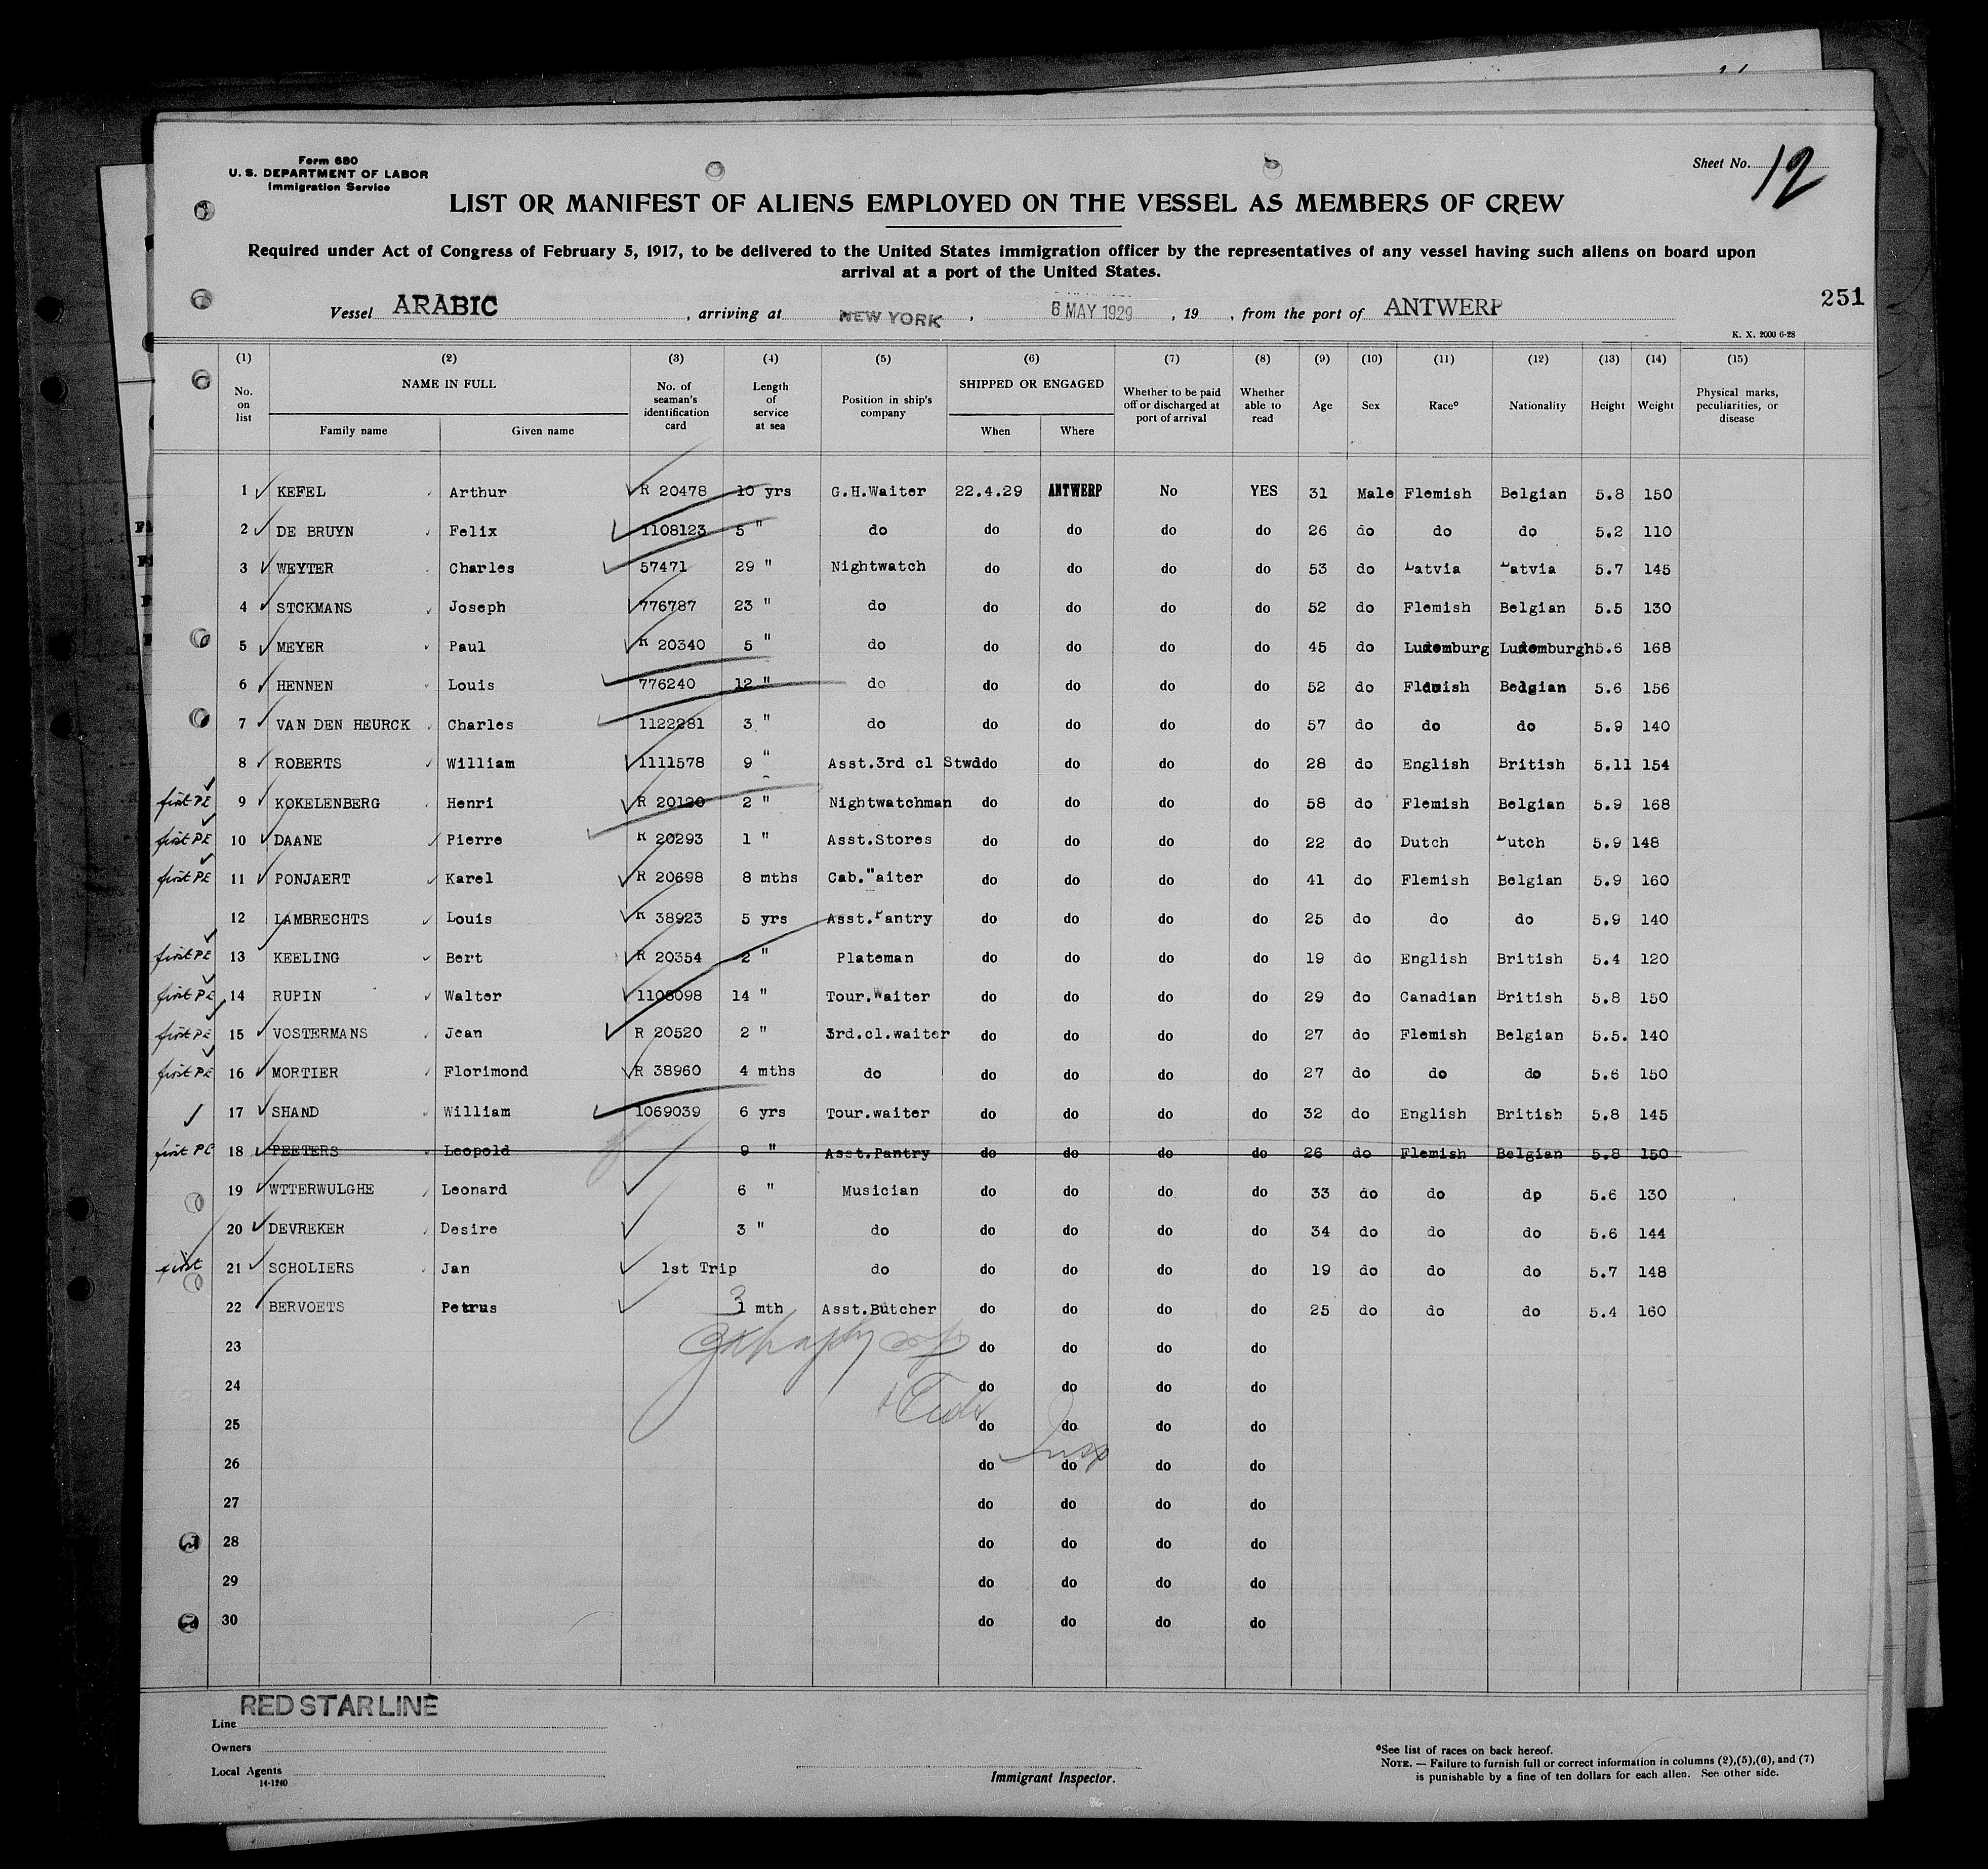 Form 680
U. S. DEPARTMENT OF LABOR
Immigration Service
Sheet No. 12
LIST OR MANIFEST OF ALIENS EMPLOYED ON THE VESSEL AS MEMBERS OF CREW
Required under Act of Congress of February 5, 1917, to be delivered to the United States immigration officer by the representatives of any vessel having such aliens on board upon
arrival at a port of the United States.
251
Vessel ARABIC, arriving at NEW YORK, 6 MAY 1929, 19 , from the port of ANTWERP
K. X. 2000 6-28
(1) (2) (3) (4) (5) (6) (7) (8) (9) (10) (11) (12) (13) (14) (15)
No. on list NAME IN FULL Family name Given name No. of seaman's identification card Length of service at sea Position in ship's company SHIPPED OR ENGAGED When Where Whether to be paid off or discharged at port of arrival Whether able to read Age Sex Race° Nationality Height Weight Physical marks, peculiarities, or disease
1 KEFEL Arthur R 20478 10 yrs G.H.Waiter 22.4.29 ANTWERP No YES 31 Male Flemish Belgian 5.8 150
2 DE BRUYN Felix 1108123 5 " do do do do do 26 do do do 5.2 110
3 WEYTER Charles 57471 29 " Nightwatch do do do do 53 do Latvia Latvia 5.7 145
4 STCKMANS Joseph 776787 23 " do do do do do 52 do Flemish Belgian 5.5 130
5 MEYER Paul R 20340 5 " do do do do do 45 do Luxemburg Luxemburgh 5.6 168
6 HENNEN Louis 776240 12 " do do do do do 52 do Flemish Belgian 5.6 156
7 VAN DEN HEURCK Charles 1122281 3 " do do do do do 57 do do do 5.9 140
8 ROBERTS William 1111578 9 " Asst.3rd cl Stwd do do do do 28 do English British 5.11 154
first PE 9 KOKELENBERG Henri R 20120 2 " Nightwatchman do do do do 58 do Flemish Belgian 5.9 168
first PE 10 DAANE Pierre R 20293 1 " Asst.Stores do do do do 22 do Dutch Dutch 5.9 148
first PE 11 PONJAERT Karel R 20698 8 mths Cab.Waiter do do do do 41 do Flemish Belgian 5.9 160
12 LAMBRECHTS Louis R 38923 5 yrs Asst.Pantry do do do do 25 do do do 5.9 140
first PE 13 KEELING Bert R 20354 2 " Plateman do do do do 19 do English British 5.4 120
first PE 14 RUPIN Walter 1108098 14 " Tour.Waiter do do do do 29 do Canadian British 5.8 150
first PE 15 VOSTERMANS Jean R 20520 2 " 3rd.cl.waiter do do do do 27 do Flemish Belgian 5.5. 140
first PE 16 MORTIER Florimond R 38960 4 mths do do do do do 27 do do do 5.6 150
17 SHAND William 1069039 6 yrs Tour.waiter do do do do 32 do English British 5.8 145
first PE 18 PEETERS Leopold 9 " Asst.Pantry do do do do 26 do Flemish Belgian 5.8 150
19 WTTERWULGHE Leonard 6 " Musician do do do do 33 do do dp 5.6 130
20 DEVREKER Desire 3 " do do do do do 34 do do do 5.6 144
first 21 SCHOLIERS Jan 1st Trip do do do do do 19 do do do 5.7 148
22 BERVOETS Petrus 3 1 mth Asst.Butcher do do do do 25 do do do 5.4 160
23 do do do do
24 do do do do
25 do do do do
26 do do do do
27 do do do do
28 do do do do
29 do do do do
30 do do do do
Line RED STAR LINE
Owners
Local Agents
14-1240
Immigrant Inspector.
°See list of races on back hereof.
NOTE. — Failure to furnish full or correct information in columns (2),(5),(6), and (7)
is punishable by a fine of ten dollars for each alien. See other side.